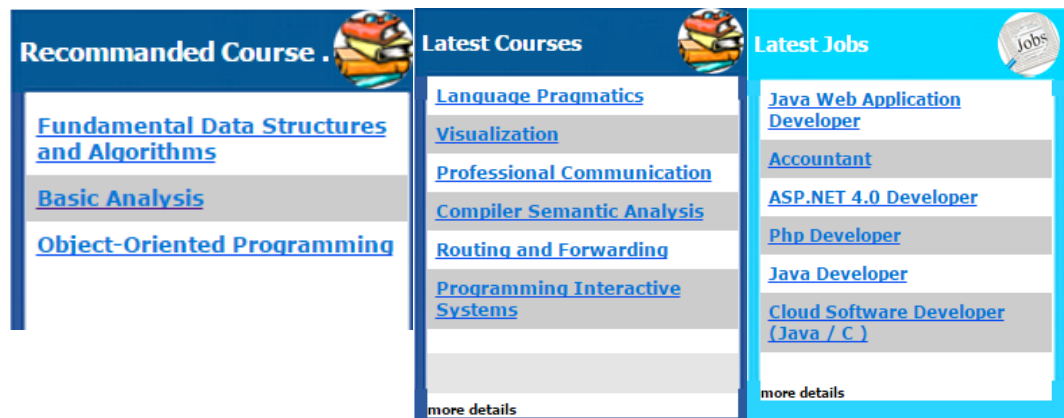 Recommanded Course .
Fundamental Data Structures
and Algorithms
Basic Analysis
Object-Oriented Programming
Latest Courses
Language Pragmatics
Visualization
Professional Communication
Compiler Semantic Analysis
Routing and Forwarding
Programming Interactive
Systems
more details
Latest Jobs
Jobs
Java Web Application
Developer
Accountant
ASP.NET 4.0 Developer
Php Developer
Java Developer
Cloud Software Developer
(Java / C )
more details